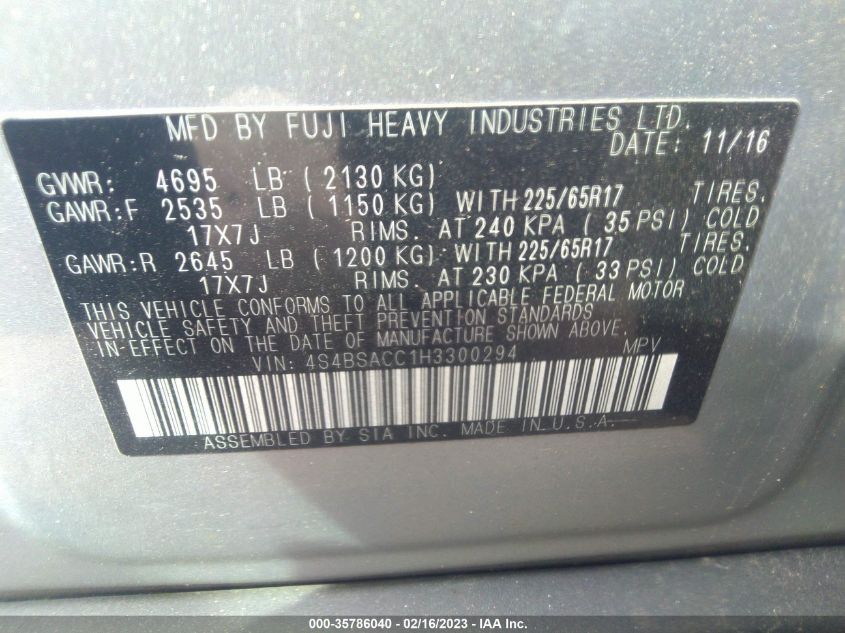 MFD BY FUJI HEAVY INDUSTRIES LTD.
DATE: 11/16
GVWR: 4695 LB ( 2130 KG)
GAWR:F 2535 LB ( 1150 KG) WITH 225/65R17 TIRES.
17X7J RIMS. AT 240 KPA ( 35 PSI) COLD
GAWR:R 2645 LB ( 1200 KG) WITH 225/65R17 TIRES.
17X7J RIMS. AT 230 KPA ( 33 PSI) COLD
THIS VEHICLE CONFORMS TO ALL APPLICABLE FEDERAL MOTOR
VEHICLE SAFETY AND THEFT PREVENTION STANDARDS
IN EFFECT ON THE DATE OF MANUFACTURE SHOWN ABOVE.
VIN: 4S4BSACC1H3300294 MPV
ASSEMBLED BY SIA INC. MADE IN U.S.A.
000-35786040 - 02/16/2023 - IAA Inc.